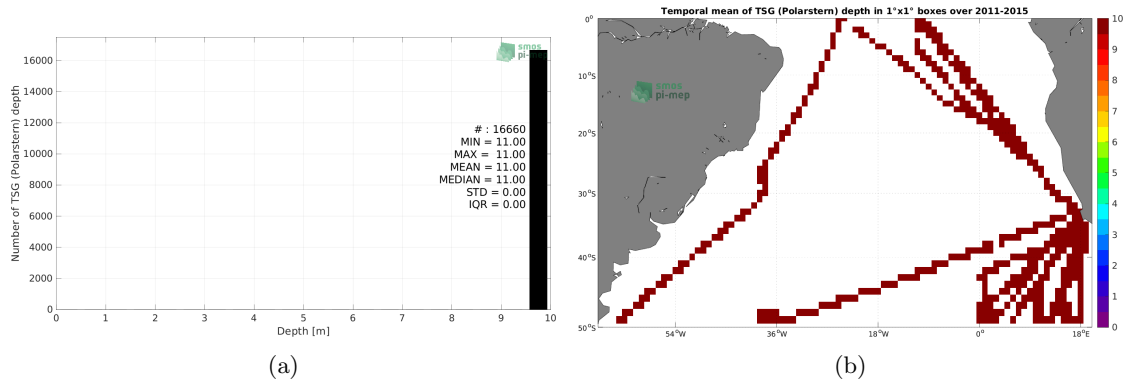 smos
pi-mep
16000
14000
12000
10000
8000
6000
4000
2000
0
Number of TSG (Polarstern) depth
# : 16660
MIN = 11.00
MAX = 11.00
MEAN = 11.00
MEDIAN = 11.00
STD = 0.00
IQR = 0.00
0 1 2 3 4 5 6 7 8 9 10
Depth [m]
(a)
Temporal mean of TSG (Polarstern) depth in 1°x1° boxes over 2011-2015
smos
pi-mep
0°
10°S
20°S
30°S
40°S
50°S
54°W 36°W 18°W 0° 18°E
10
9
8
7
6
5
4
3
2
1
0
(b)